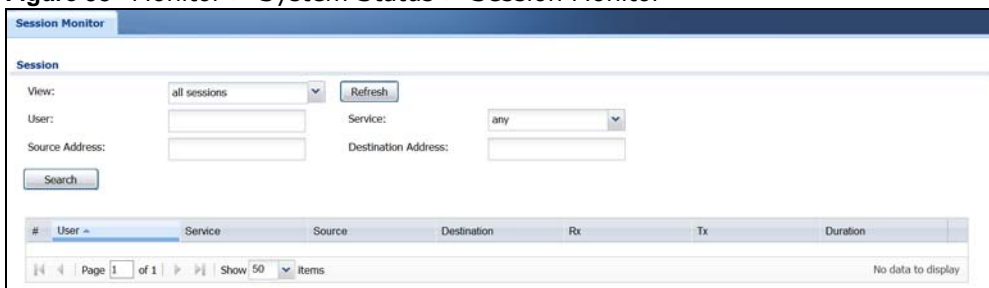 Session Monitor
Session
View: all sessions Refresh
User: Service: any
Source Address: Destination Address:
Search
# User Service Source Destination Rx Tx Duration
Page 1 of 1 Show 50 items No data to display